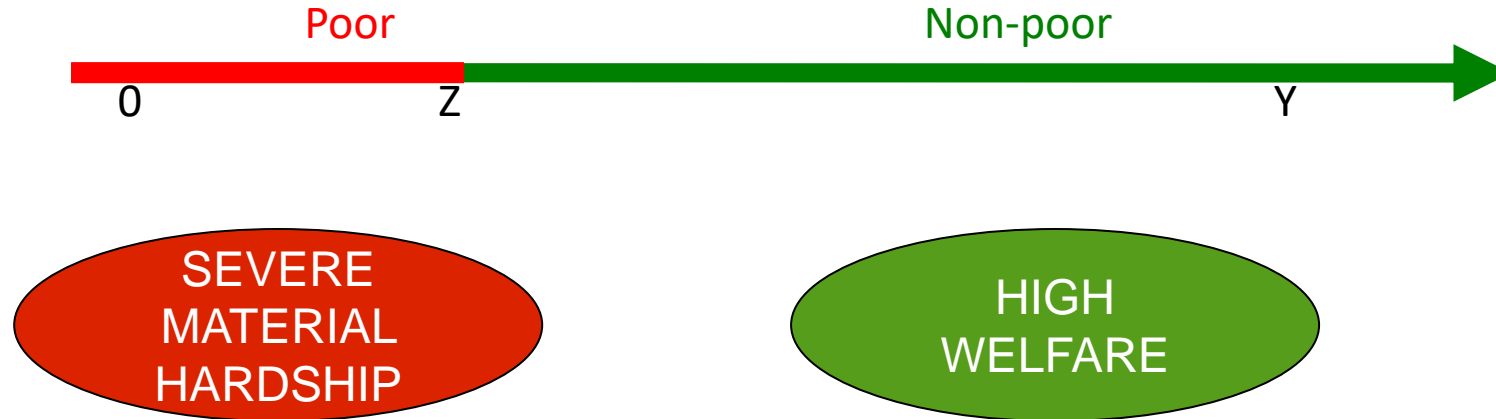 Poor
Non-poor
0
Z
Y
SEVERE
MATERIAL
HARDSHIP
HIGH
WELFARE